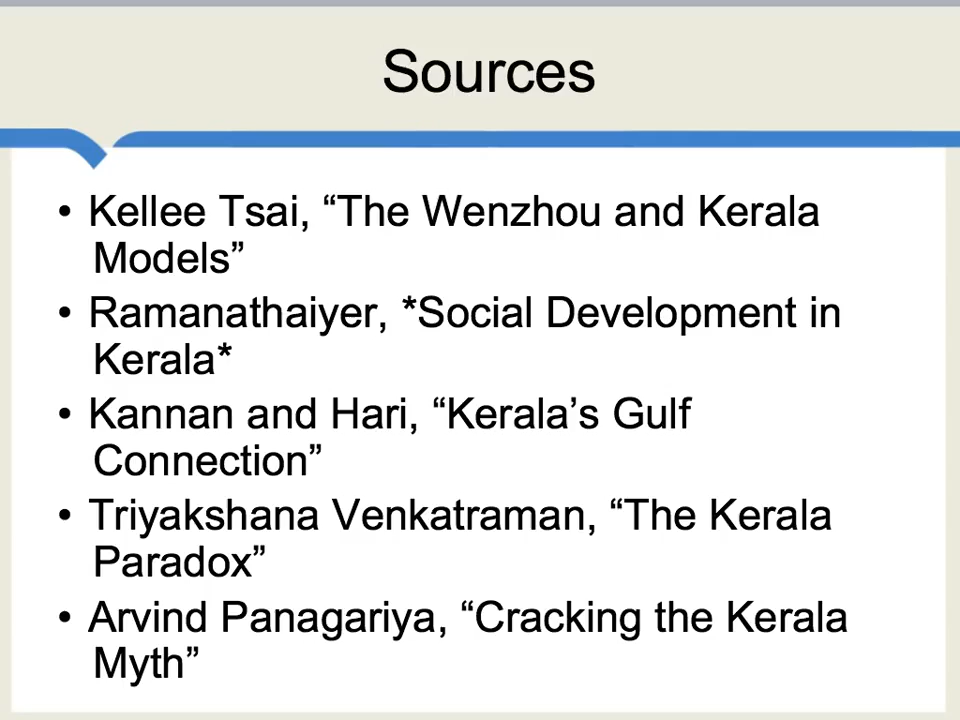 Sources
• Kellee Tsai, “The Wenzhou and Kerala
Models”
• Ramanathaiyer, *Social Development in
Kerala*
• Kannan and Hari, “Kerala’s Gulf
Connection”
• Triyakshana Venkatraman, “The Kerala
Paradox”
• Arvind Panagariya, “Cracking the Kerala
Myth”